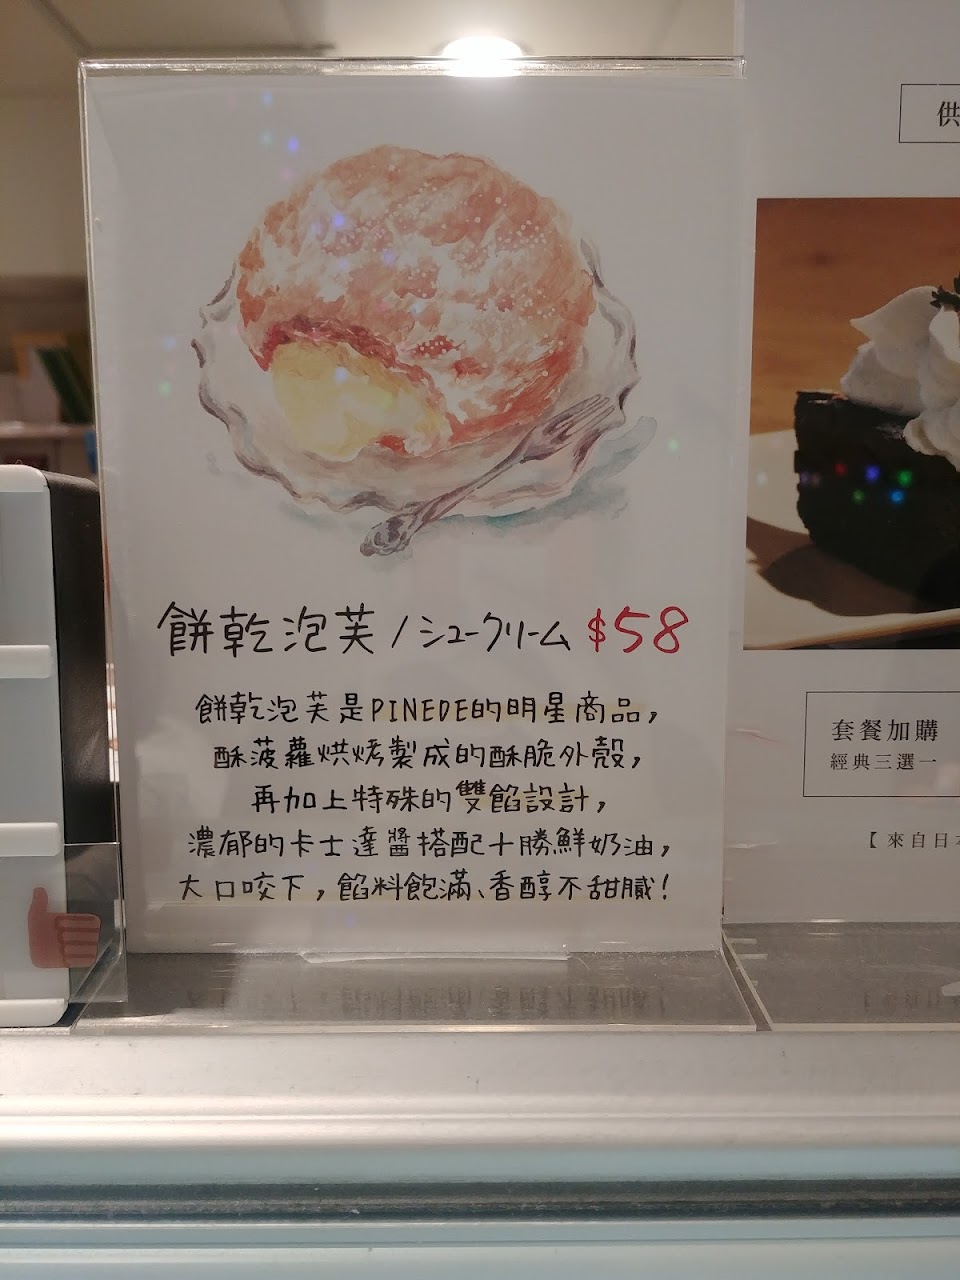 餅乾泡芙/シュークリーム $58
餅乾泡芙是PINEDE的明星商品，
酥菠蘿烘烤製成的酥脆外殼，
再加上特殊的雙餡設計，
濃郁的卡士達醬搭配十勝鮮奶油，
大口咬下，餡料飽滿、香醇不甜膩！
供
套餐加購
經典三選一
【來自日本